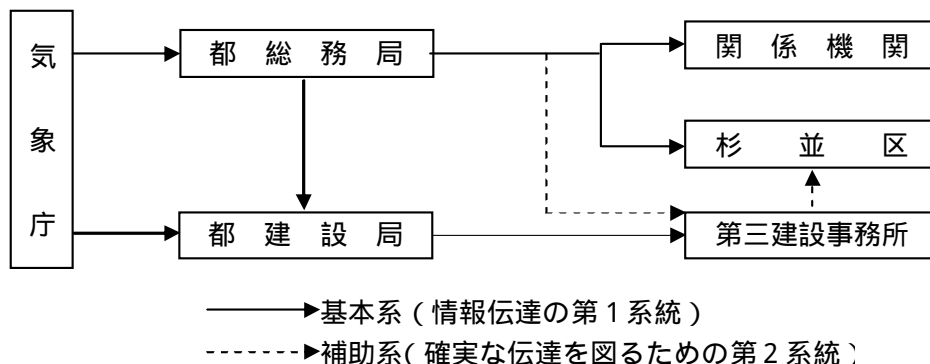 気象庁
都総務局
関係機関
杉並区
都建設局
第三建設事務所
基本系(情報伝達の第1系統)
補助系(確実な伝達を図るための第2系統)